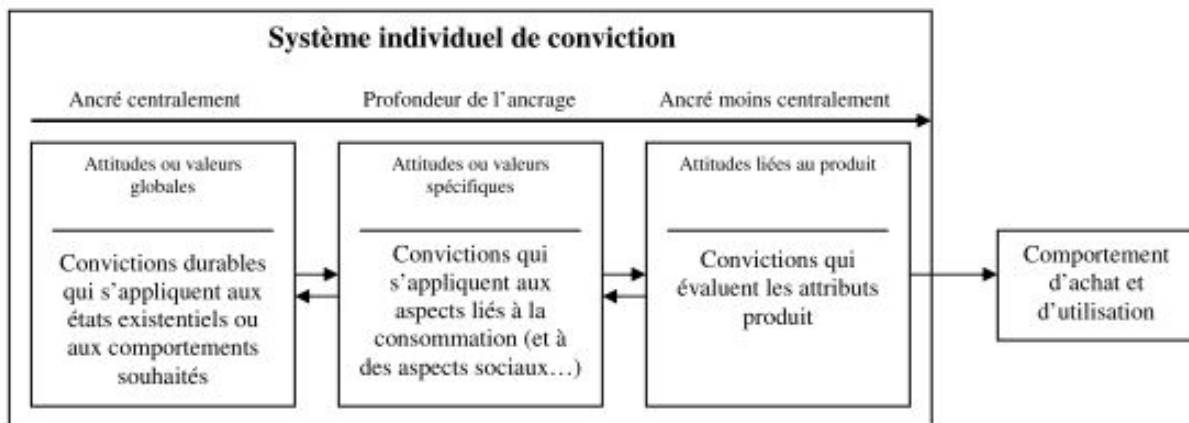 Système individuel de conviction
Ancré centralement
Profondeur de l'ancrage
Ancré moins centralement
Attitudes ou valeurs
globales
Convictions durables
qui s'appliquent aux
états existentiels ou
aux comportements
souhaités
Attitudes ou valeurs
spécifiques
Convictions qui
s'appliquent aux
aspects liés à la
consommation (et à
des aspects sociaux…)
Attitudes liées au produit
Convictions qui
évaluent les attributs
produit
Comportement
d'achat et
d'utilisation